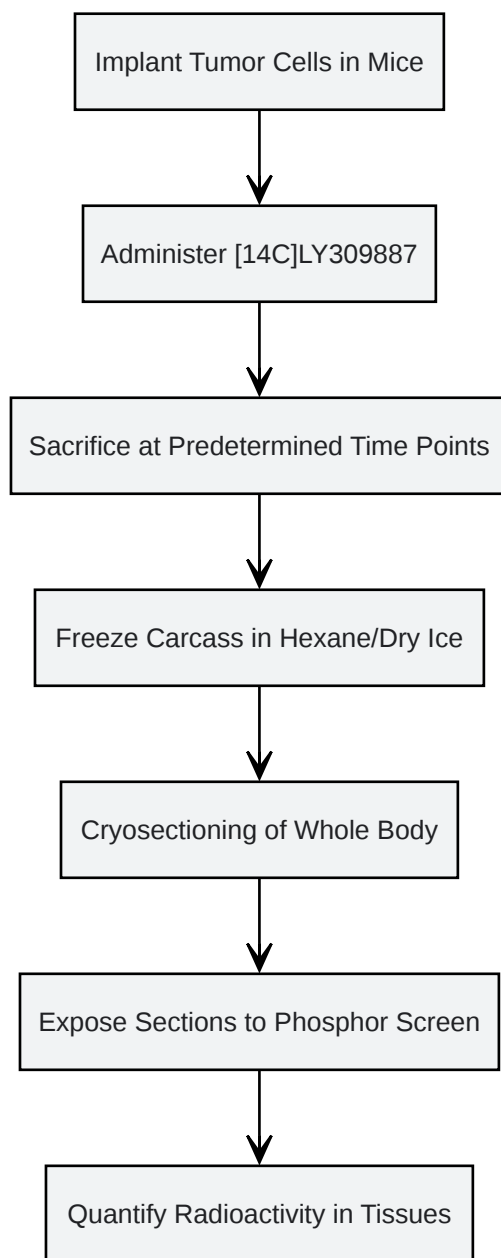 Implant Tumor Cells in Mice
Administer [14C]LY309887
Sacrifice at Predetermined Time Points
Freeze Carcass in Hexane/Dry Ice
Cryosectioning of Whole Body
Expose Sections to Phosphor Screen
Quantify Radioactivity in Tissues